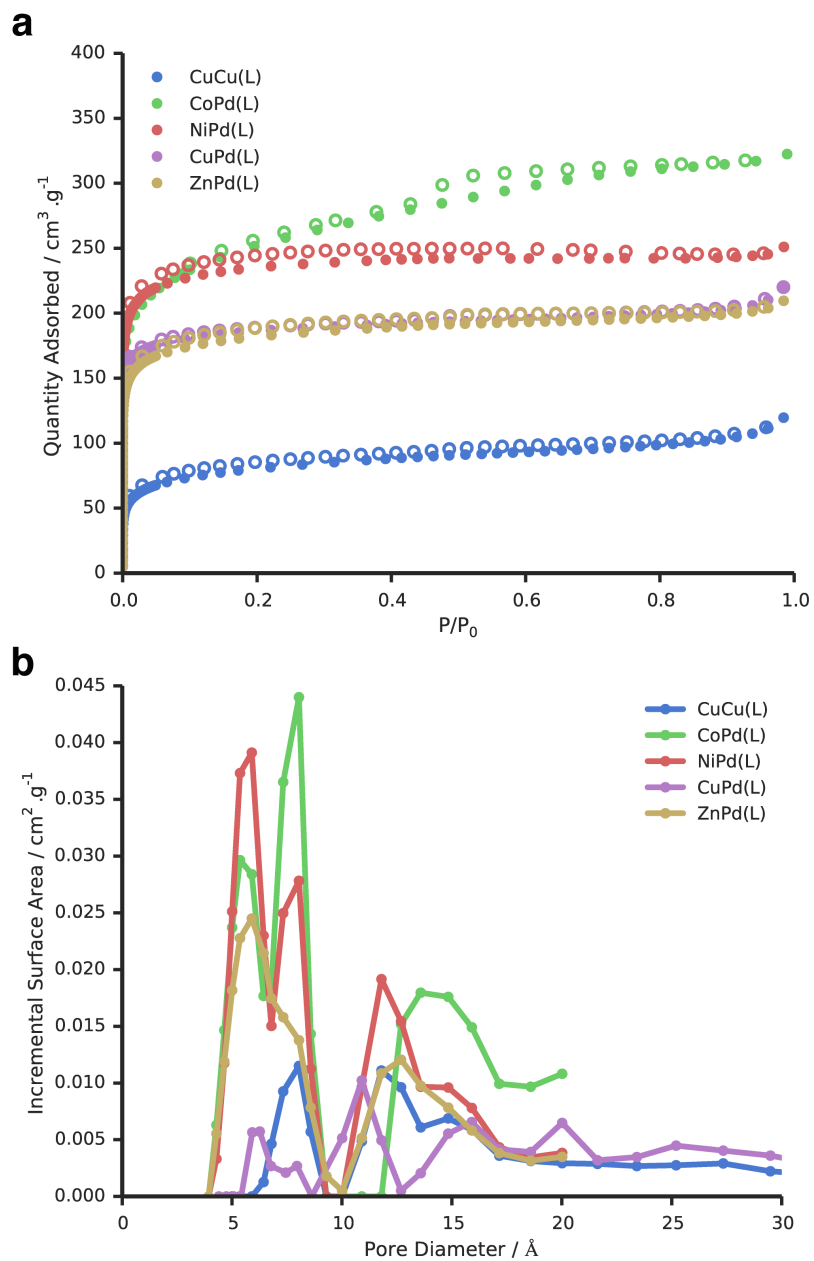 a
400
350
300
250
200
150
100
50
0
Quantity Adsorbed / cm³ .g⁻¹
CuCu(L)
CoPd(L)
NiPd(L)
CuPd(L)
ZnPd(L)
0.0 0.2 0.4 0.6 0.8 1.0
P/P₀
b
0.045
0.040
0.035
0.030
0.025
0.020
0.015
0.010
0.005
0.000
Incremental Surface Area / cm² .g⁻¹
CuCu(L)
CoPd(L)
NiPd(L)
CuPd(L)
ZnPd(L)
0 5 10 15 20 25 30
Pore Diameter / Å